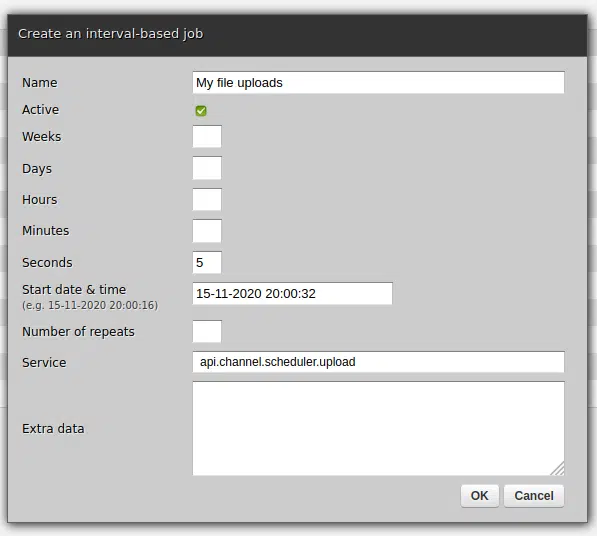 Create an interval-based job
Name My file uploads
Active
Weeks
Days
Hours
Minutes
Seconds 5
Start date & time 15-11-2020 20:00:32
(e.g. 15-11-2020 20:00:16)
Number of repeats
Service api.channel.scheduler.upload
Extra data
OK Cancel